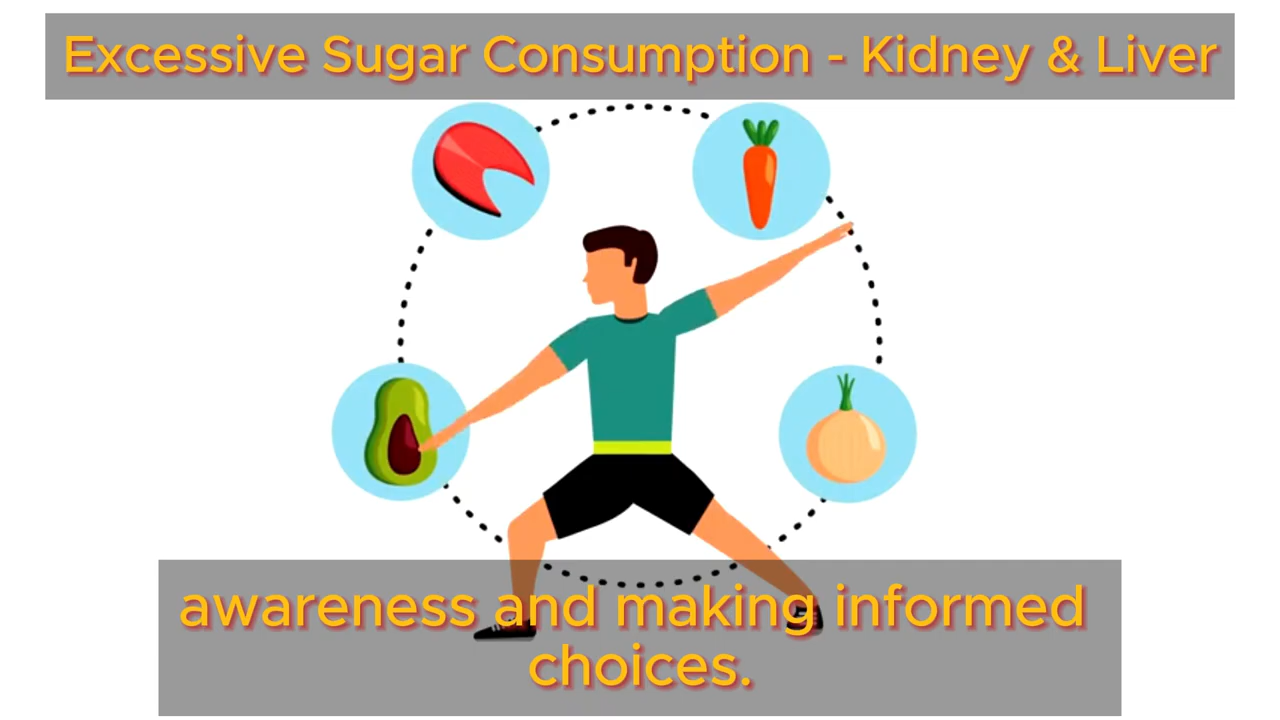 Excessive Sugar Consumption - Kidney & Liver
awareness and making informed
choices.